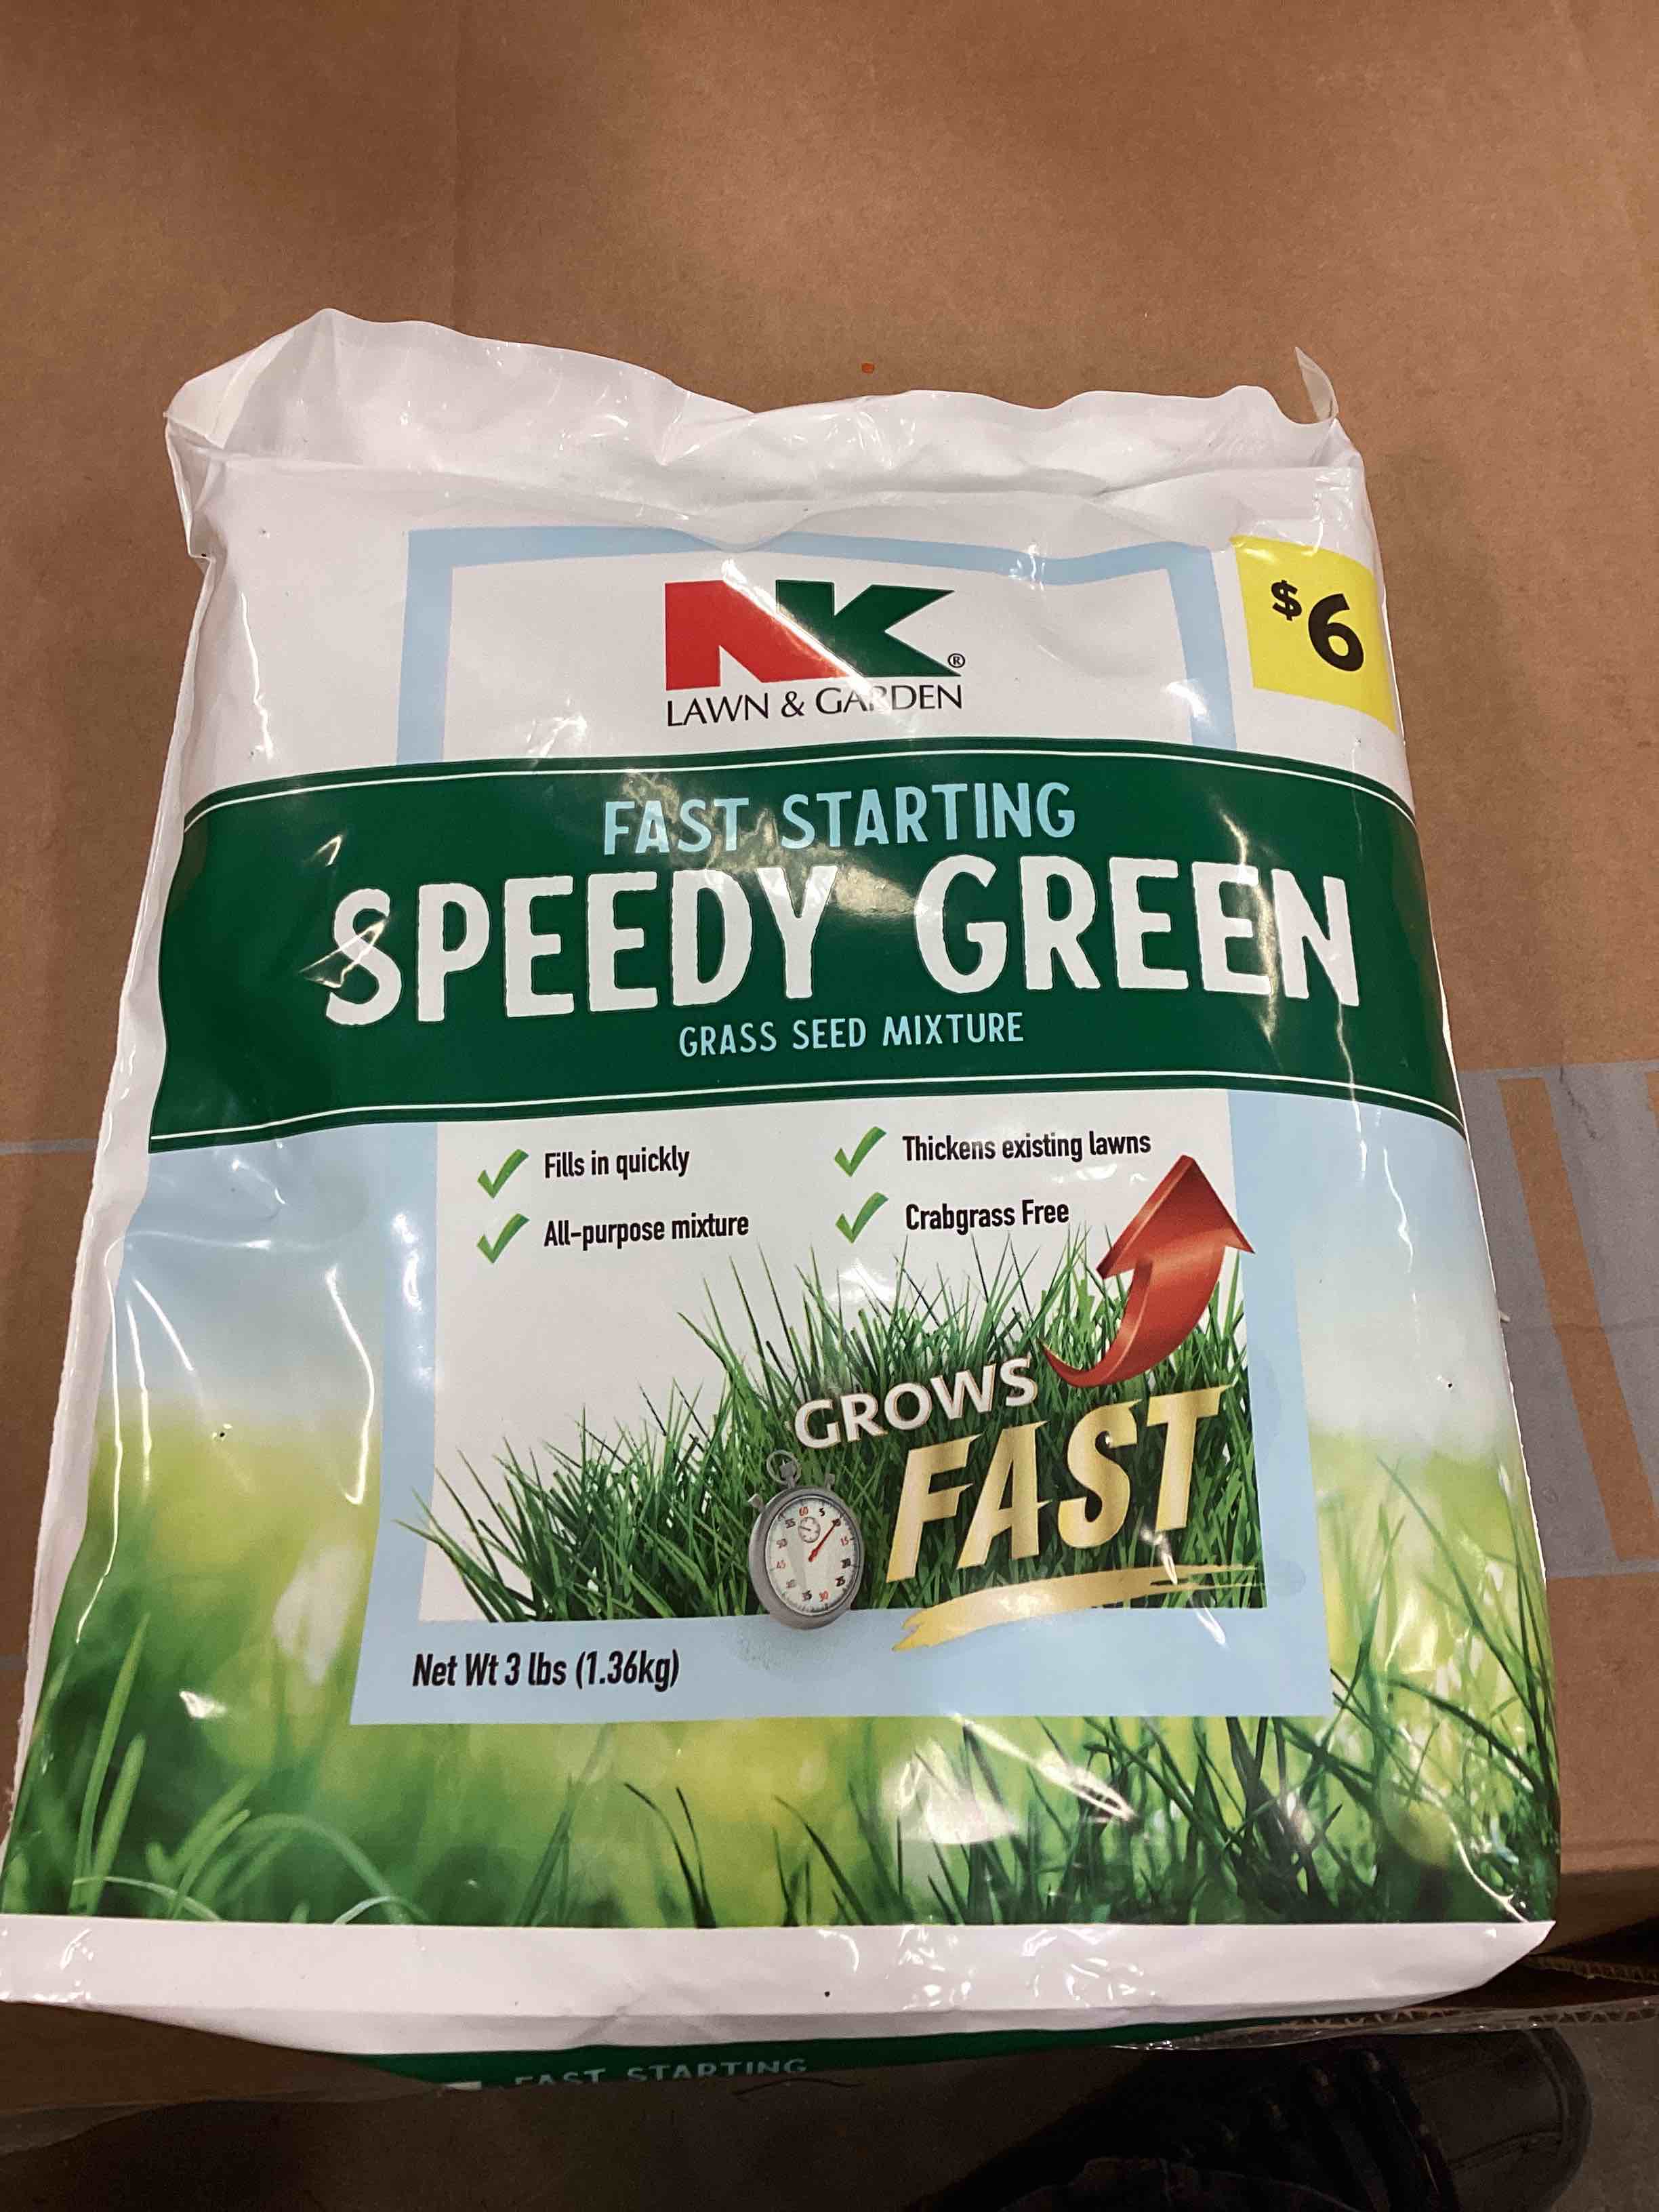 $6
NK®
LAWN & GARDEN
FAST STARTING
SPEEDY GREEN
GRASS SEED MIXTURE
Fills in quickly
Thickens existing lawns
All-purpose mixture
Crabgrass Free
GROWS
FAST
Net Wt 3 lbs (1.36kg)
FAST STARTING